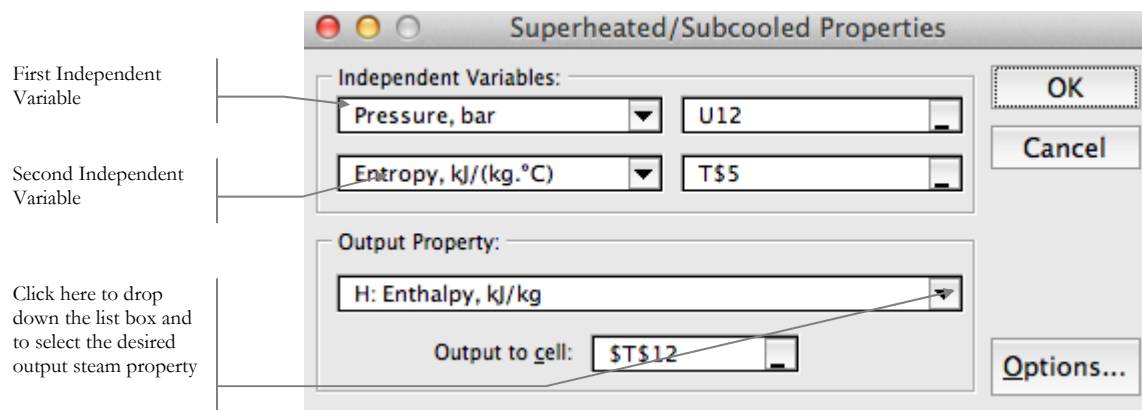 Superheated/Subcooled Properties
First Independent
Variable
Independent Variables:
Pressure, bar
U12
OK
Cancel
Second Independent
Variable
Entropy, kJ/(kg.°C)
T$5
Output Property:
Click here to drop
down the list box and
to select the desired
output steam property
H: Enthalpy, kJ/kg
Output to cell:
$T$12
Options...